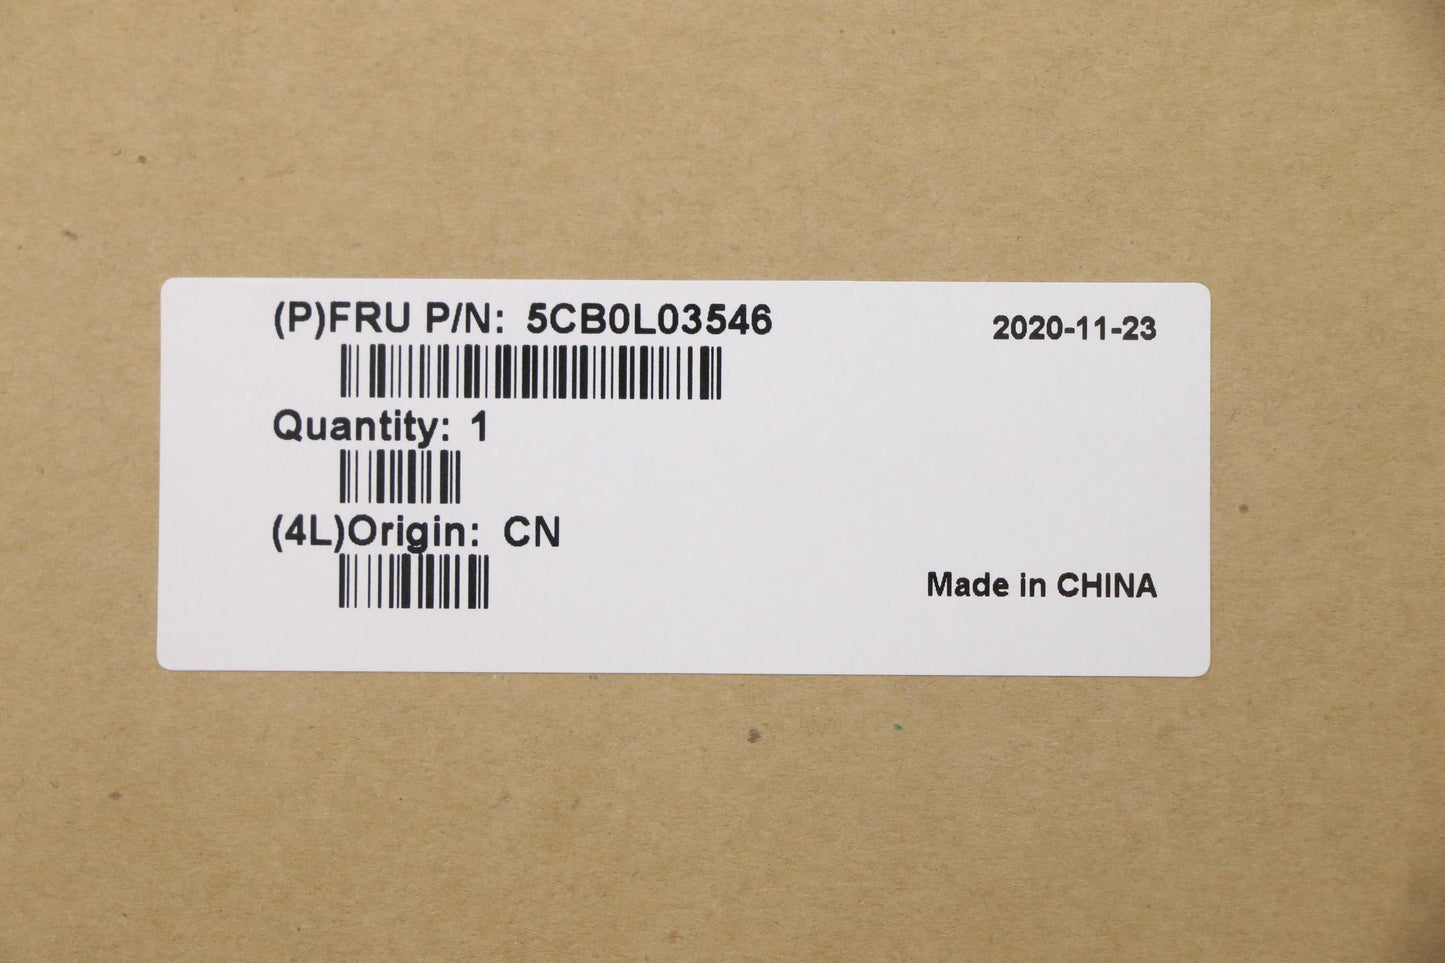 (P)FRU P/N: 5CB0L03546
2020-11-23
Quantity: 1
(4L)Origin: CN
Made in CHINA